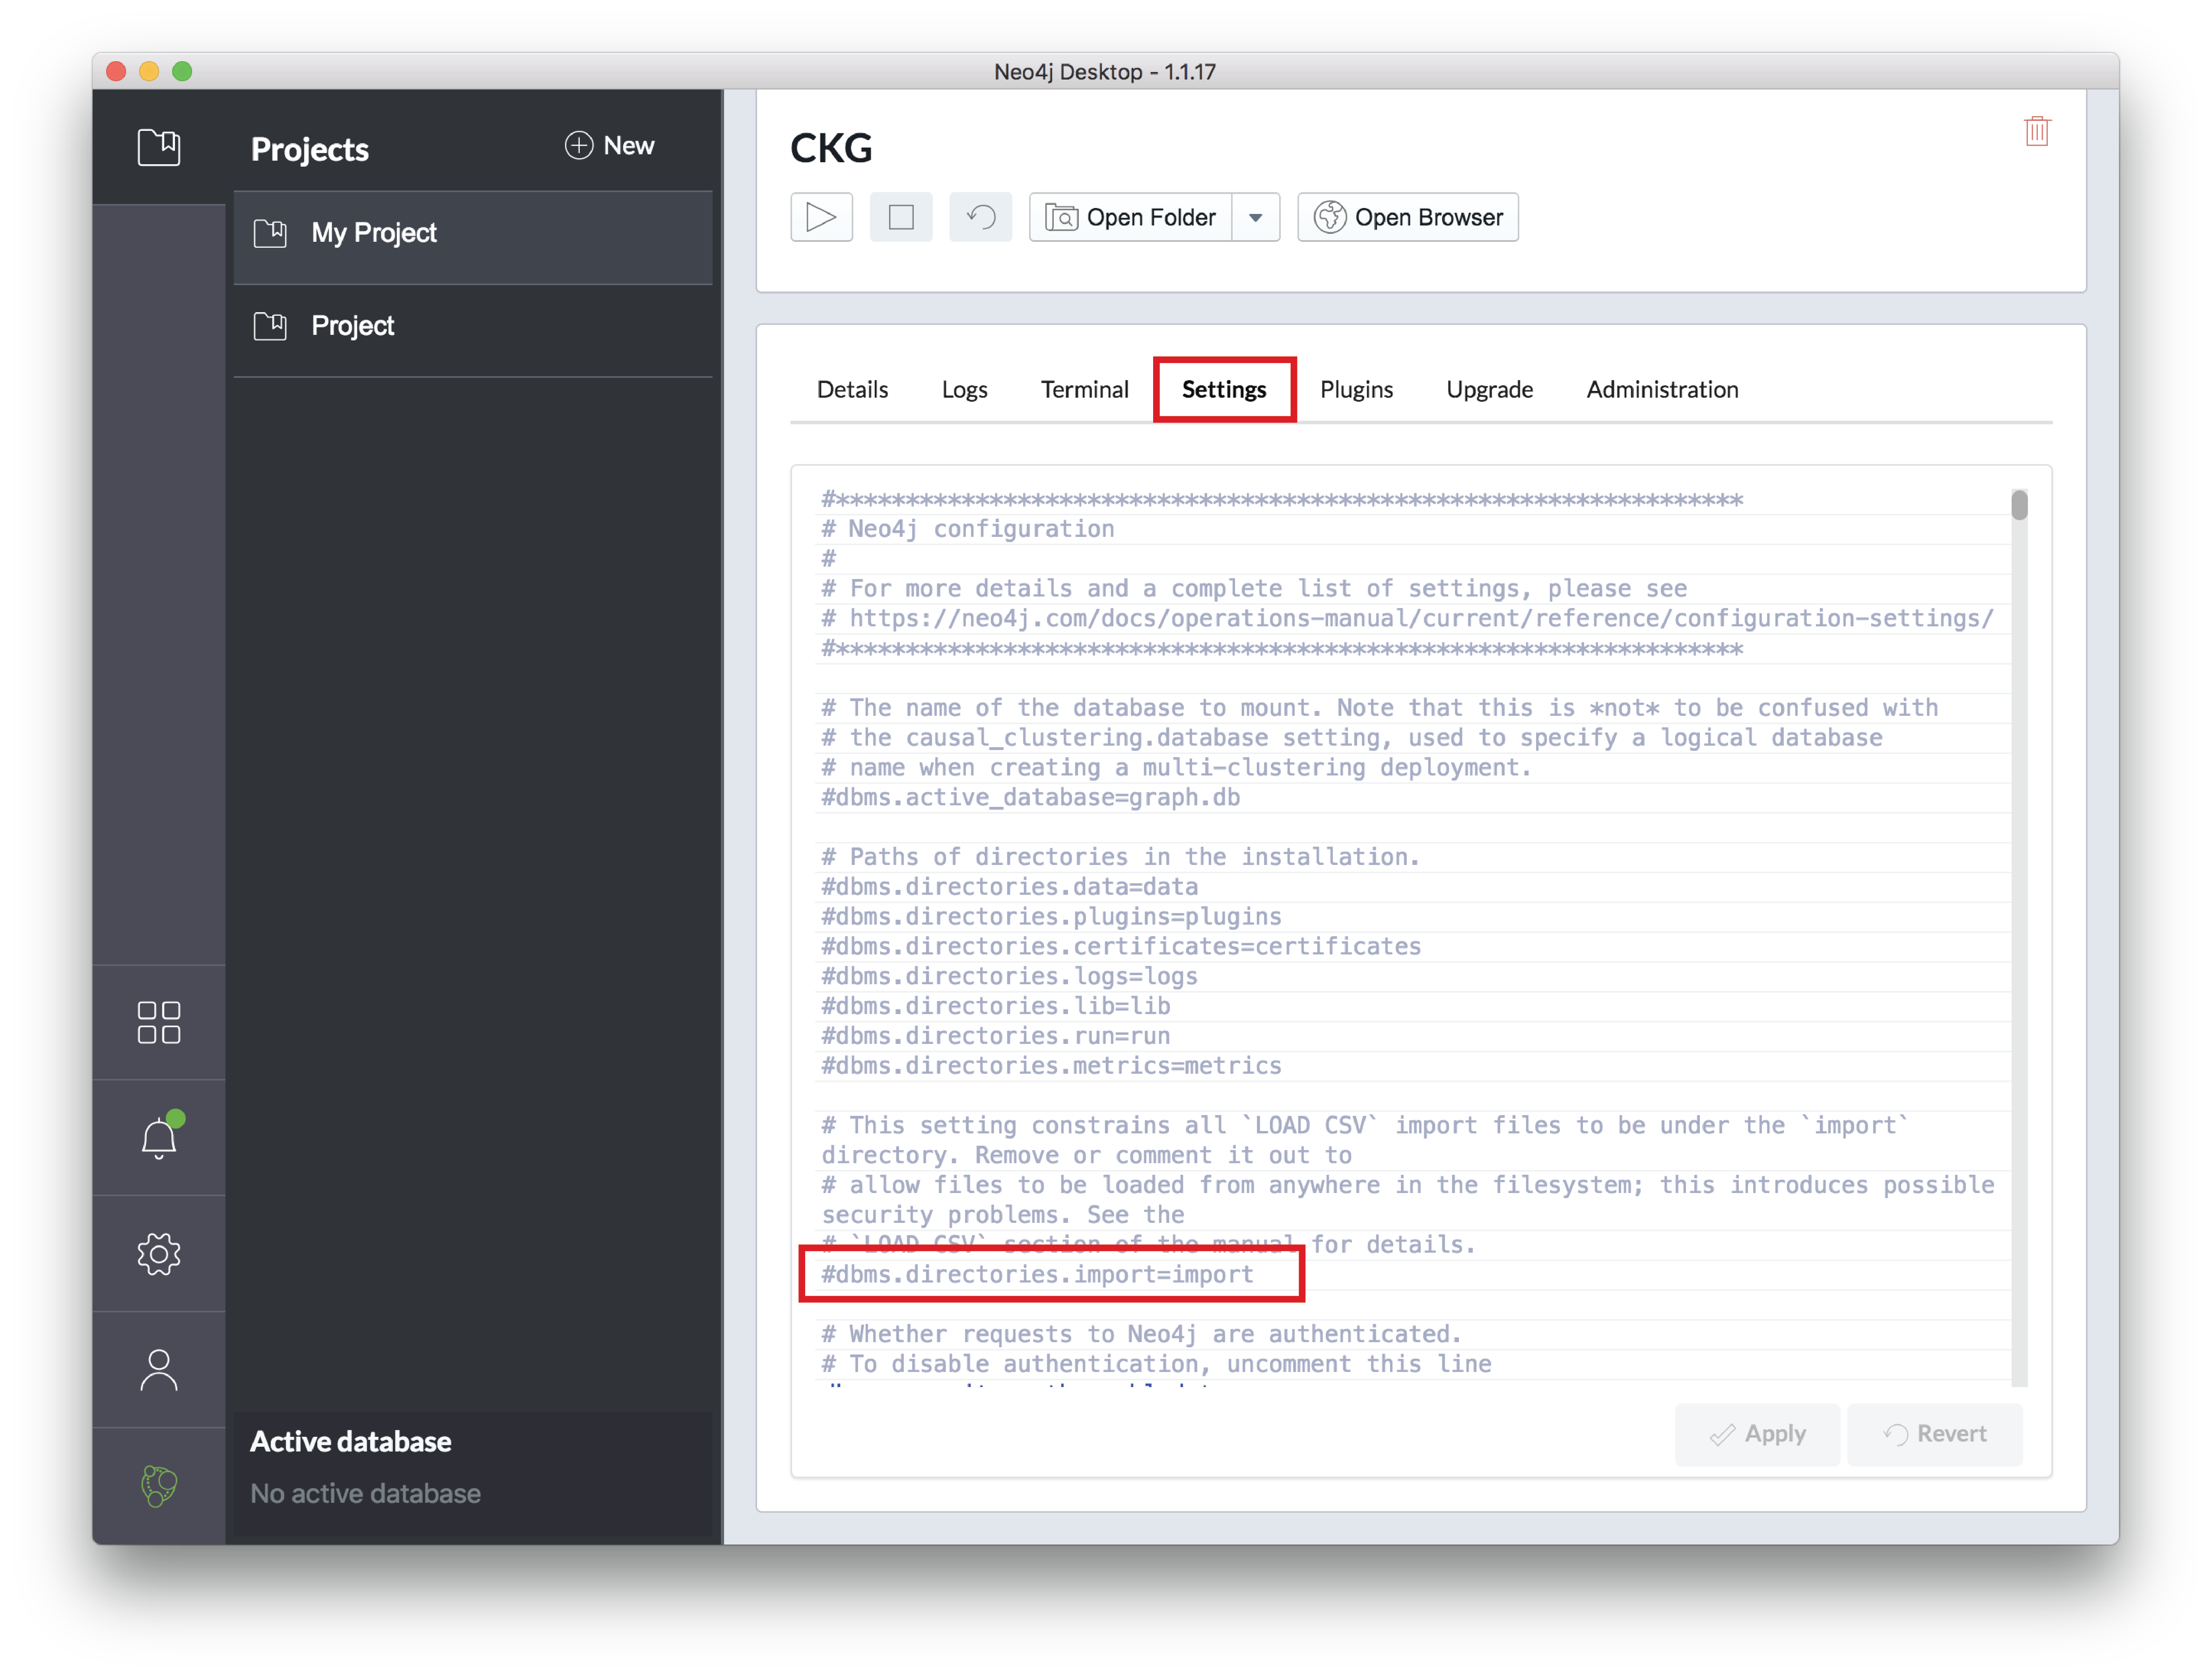 Neo4j Desktop - 1.1.17
Projects
New
My Project
Project
Active database
No active database
CKG
Open Folder
Open Browser
Details Logs Terminal Settings Plugins Upgrade Administration
#*****************************************************************
# Neo4j configuration
#
# For more details and a complete list of settings, please see
# https://neo4j.com/docs/operations-manual/current/reference/configuration-settings/
#*****************************************************************
# The name of the database to mount. Note that this is *not* to be confused with
# the causal_clustering.database setting, used to specify a logical database
# name when creating a multi-clustering deployment.
#dbms.active_database=graph.db
# Paths of directories in the installation.
#dbms.directories.data=data
#dbms.directories.plugins=plugins
#dbms.directories.certificates=certificates
#dbms.directories.logs=logs
#dbms.directories.lib=lib
#dbms.directories.run=run
#dbms.directories.metrics=metrics
# This setting constrains all `LOAD CSV` import files to be under the `import`
directory. Remove or comment it out to
# allow files to be loaded from anywhere in the filesystem; this introduces possible
security problems. See the
# `LOAD CSV` section of the manual for details.
#dbms.directories.import=import
# Whether requests to Neo4j are authenticated.
# To disable authentication, uncomment this line
Apply
Revert